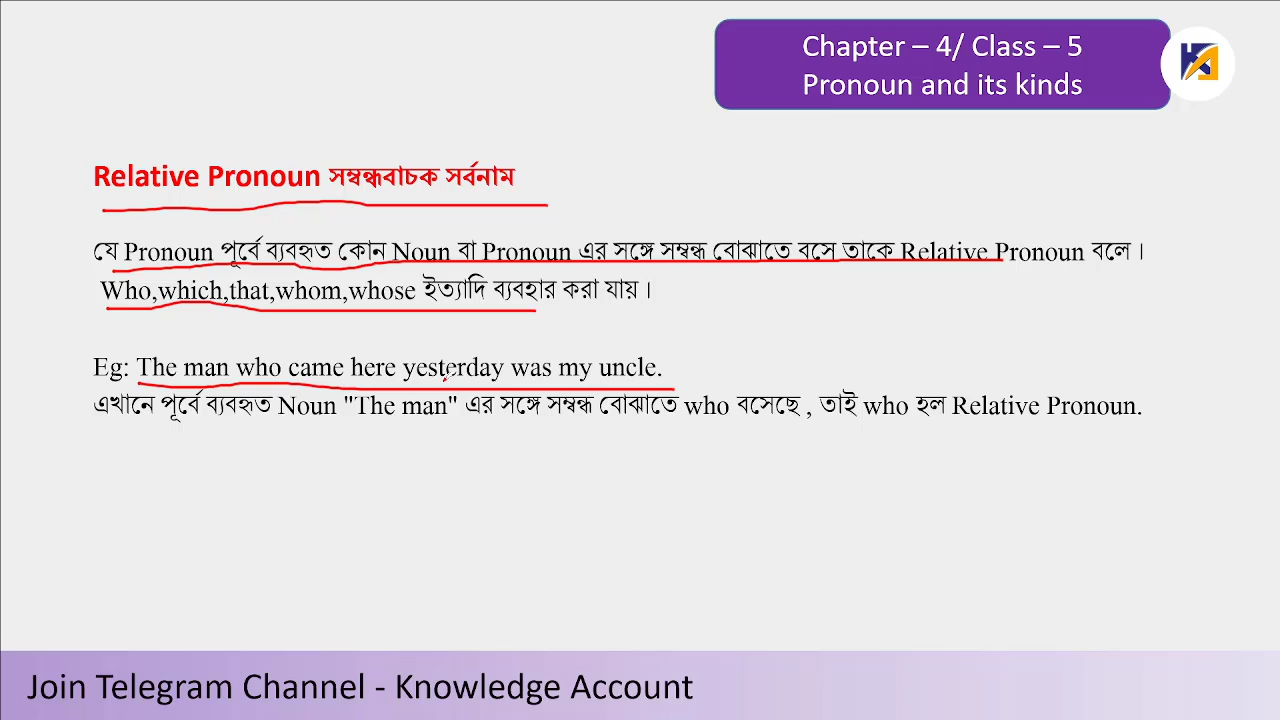 Chapter – 4/ Class – 5
Pronoun and its kinds
Relative Pronoun সম্বন্ধবাচক সর্বনাম
যে Pronoun পূর্বে ব্যবহৃত কোন Noun বা Pronoun এর সঙ্গে সম্বন্ধ বোঝাতে বসে তাকে Relative Pronoun বলে।
Who,which,that,whom,whose ইত্যাদি ব্যবহার করা যায়।
Eg: The man who came here yesterday was my uncle.
এখানে পূর্বে ব্যবহৃত Noun "The man" এর সঙ্গে সম্বন্ধ বোঝাতে who বসেছে , তাই who হল Relative Pronoun.
Join Telegram Channel - Knowledge Account